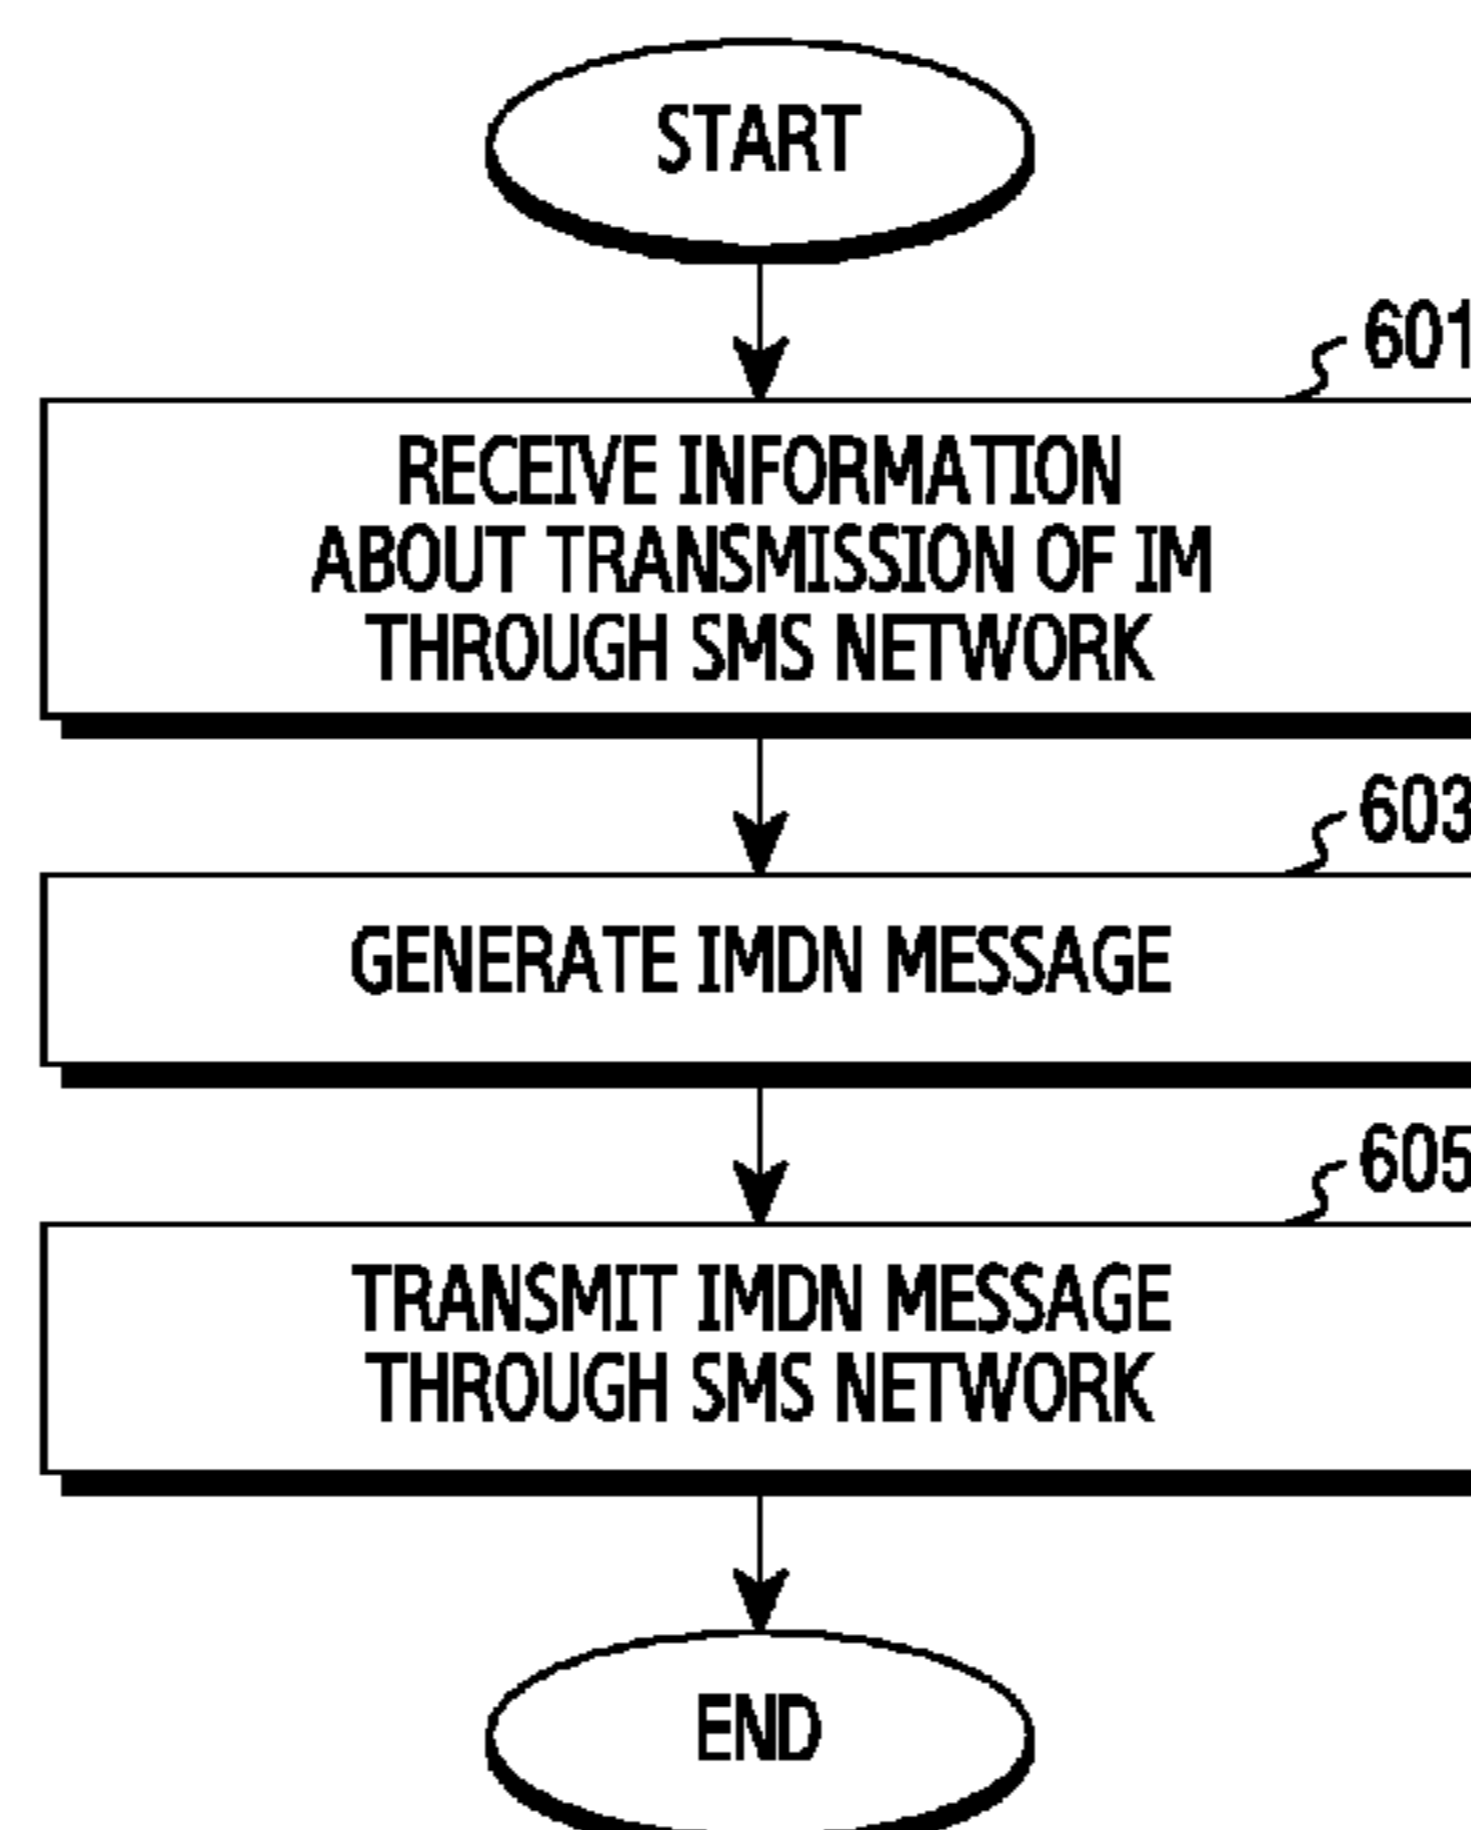 START
601
RECEIVE INFORMATION
ABOUT TRANSMISSION OF IM
THROUGH SMS NETWORK
603
GENERATE IMDN MESSAGE
605
TRANSMIT IMDN MESSAGE
THROUGH SMS NETWORK
END